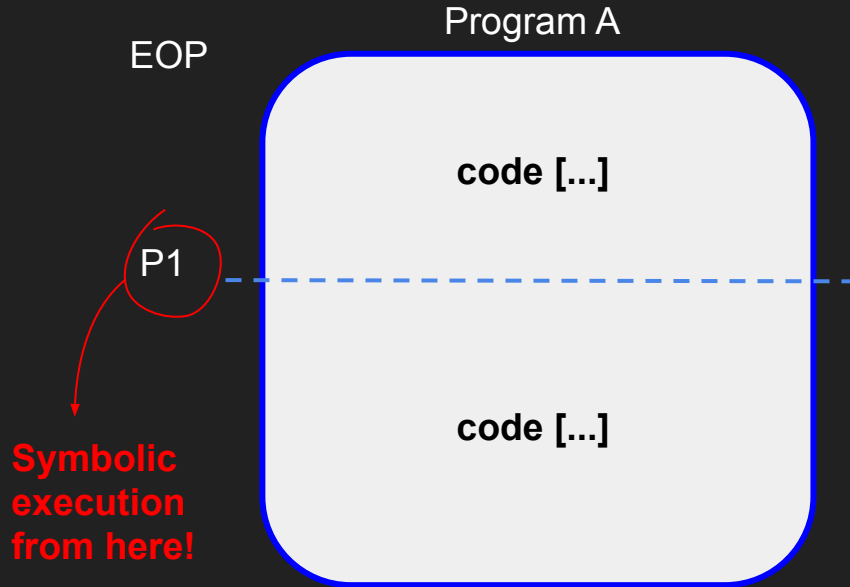 Program A
EOP
code [...]
P1
code [...]
Symbolic
execution
from here!